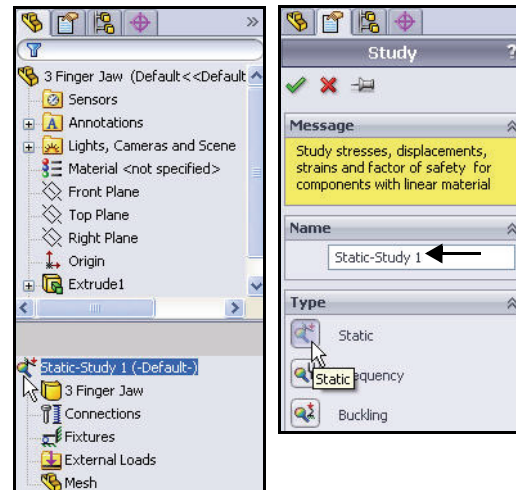 3 Finger Jaw (Default<<Default
Sensors
Annotations
Lights, Cameras and Scene
Material <not specified>
Front Plane
Top Plane
Right Plane
Origin
Extrude1
Static-Study 1 (-Default-)
3 Finger Jaw
Connections
Fixtures
External Loads
Mesh
Study ?
Message
Study stresses, displacements,
strains and factor of safety for
components with linear material
Name
Static-Study 1
Type
Static
Static equency
Buckling